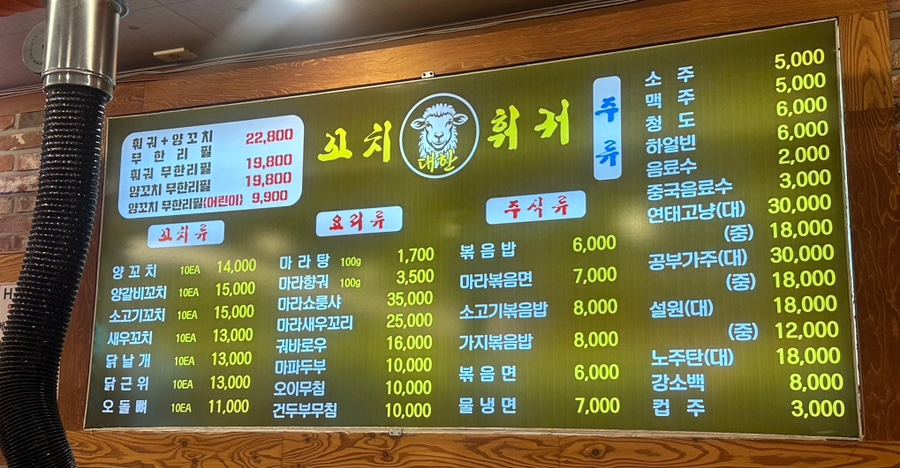 훠궈+양꼬치 22,800
무한리필
훠궈 무한리필 19,800
양꼬치 무한리필 19,800
양꼬치 무한리필(어린이) 9,900
꼬치 대한 훠궈
꼬치류
양꼬치 10EA 14,000
양갈비꼬치 10EA 15,000
소고기꼬치 10EA 15,000
새우꼬치 10EA 13,000
닭날개 10EA 13,000
닭근위 10EA 13,000
오돌뼈 10EA 11,000
요리류
마라탕 100g 1,700
마라향궈 100g 3,500
마라쇼룽샤 35,000
마라새우꼬리 25,000
궈바로우 16,000
마파두부 10,000
오이무침 10,000
건두부무침 10,000
주식류
볶음밥 6,000
마라볶음면 7,000
소고기볶음밥 8,000
가지볶음밥 8,000
볶음면 6,000
물냉면 7,000
주류
소주 5,000
맥주 5,000
청도 6,000
하얼빈 6,000
음료수 2,000
중국음료수 3,000
연태고냥(대) 30,000
(중) 18,000
공부가주(대) 30,000
(중) 18,000
설원(대) 18,000
(중) 12,000
노주탄(대) 18,000
강소백 8,000
컵주 3,000